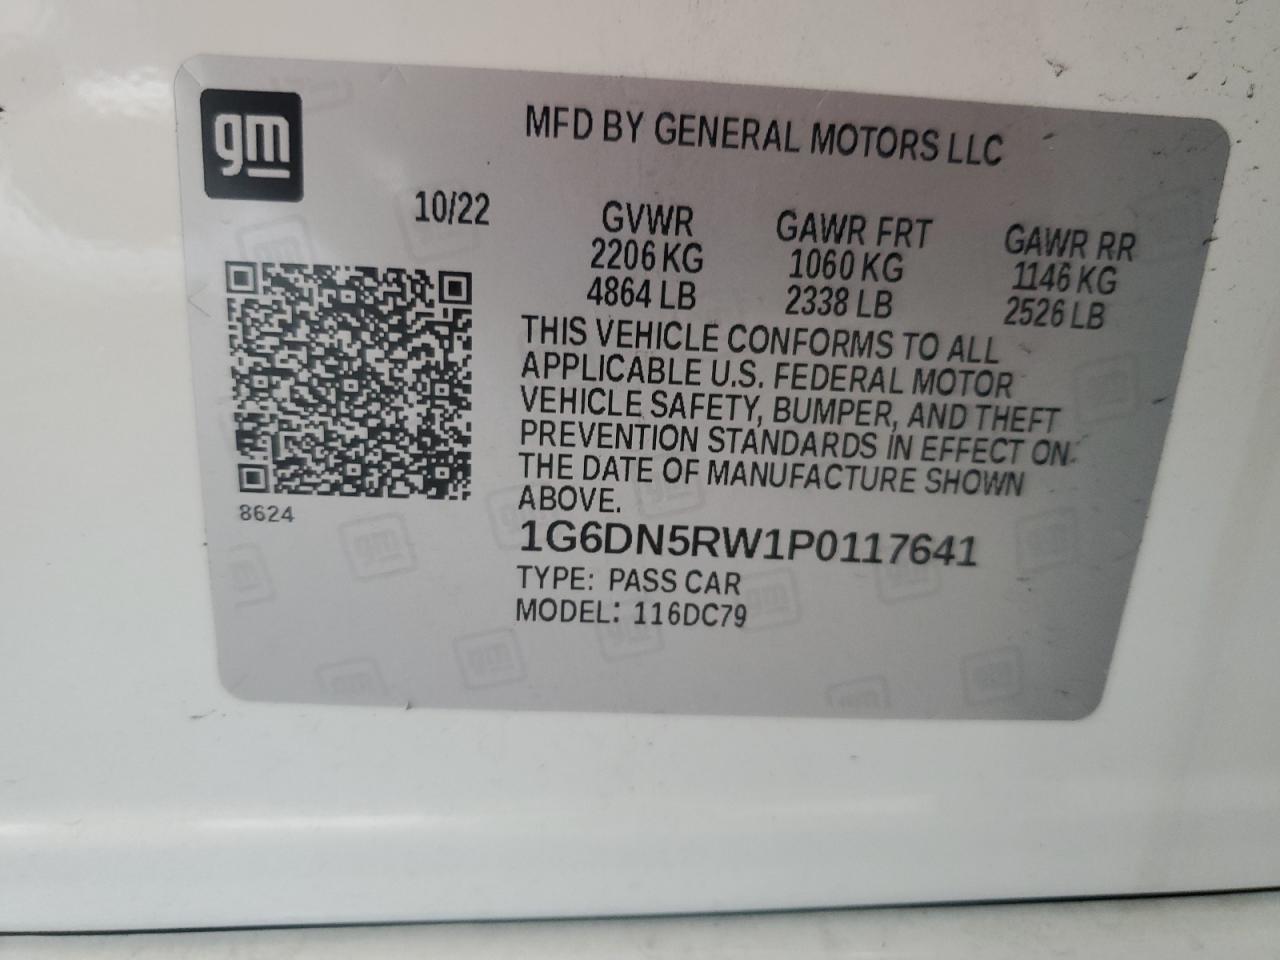 gm
MFD BY GENERAL MOTORS LLC
10/22
GVWR GAWR FRT GAWR RR
2206 KG 1060 KG 1146 KG
4864 LB 2338 LB 2526 LB
THIS VEHICLE CONFORMS TO ALL
APPLICABLE U.S. FEDERAL MOTOR
VEHICLE SAFETY, BUMPER, AND THEFT
PREVENTION STANDARDS IN EFFECT ON
THE DATE OF MANUFACTURE SHOWN
ABOVE.
8624
1G6DN5RW1P0117641
TYPE: PASS CAR
MODEL: 116DC79